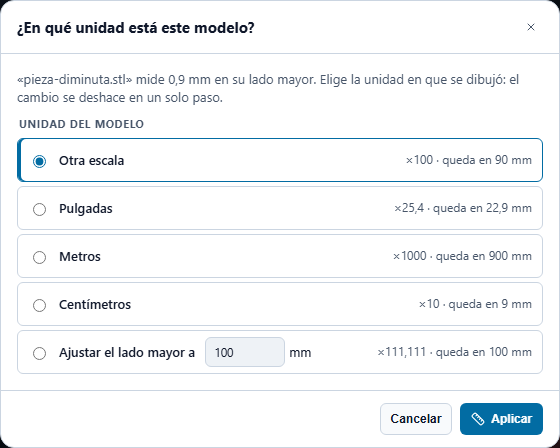 ¿En qué unidad está este modelo?
«pieza-diminuta.stl» mide 0,9 mm en su lado mayor. Elige la unidad en que se dibujó: el
cambio se deshace en un solo paso.
UNIDAD DEL MODELO
Otra escala ×100 · queda en 90 mm
Pulgadas ×25,4 · queda en 22,9 mm
Metros ×1000 · queda en 900 mm
Centímetros ×10 · queda en 9 mm
Ajustar el lado mayor a 100 mm ×111,111 · queda en 100 mm
Cancelar Aplicar